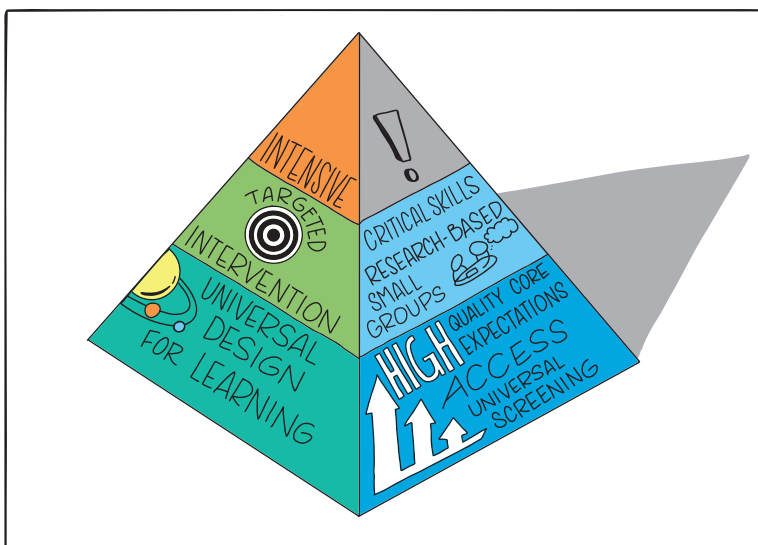 INTENSIVE
!
TARGETED
INTERVENTION
CRITICAL SKILLS
RESEARCH-BASED
SMALL
GROUPS
UNIVERSAL
DESIGN
FOR LEARNING
HIGH QUALITY CORE
EXPECTATIONS
ACCESS
UNIVERSAL
SCREENING